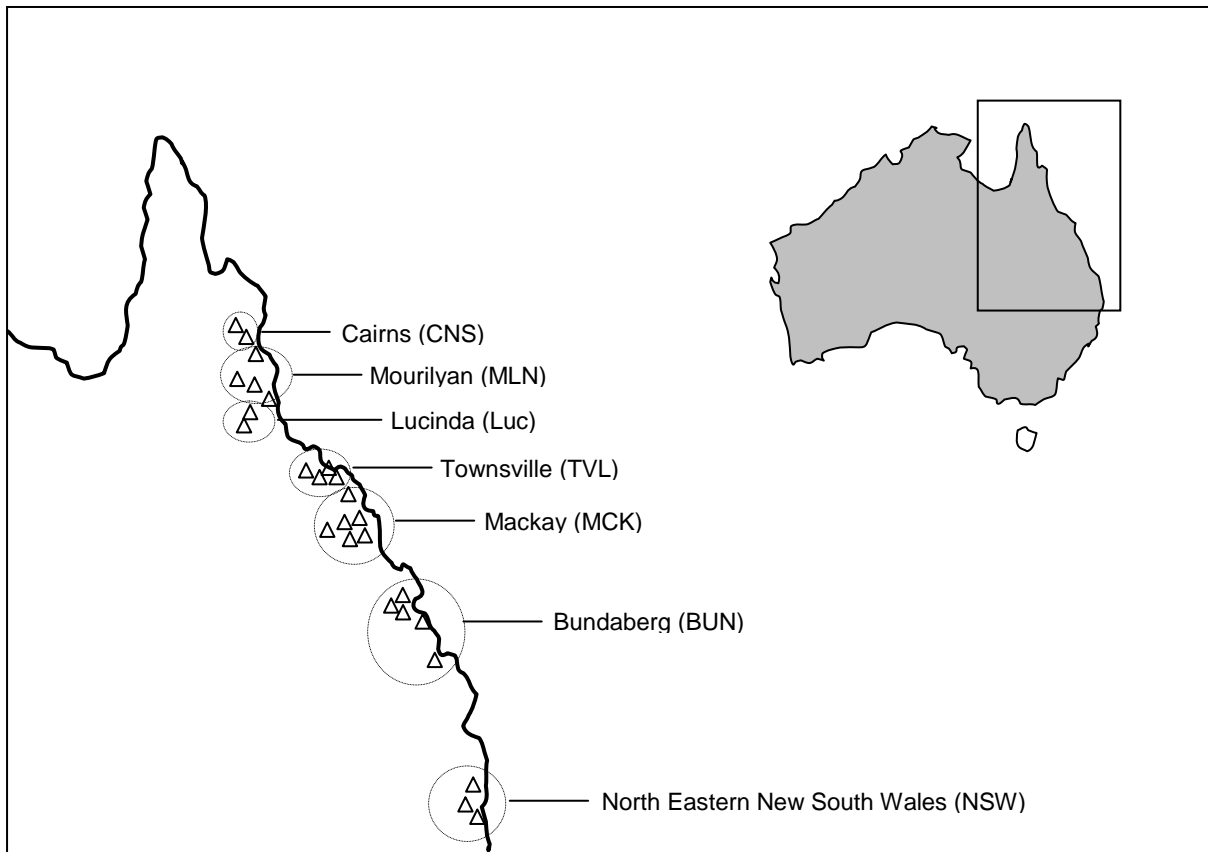 Cairns (CNS)
Mourilyan (MLN)
Lucinda (Luc)
Townsville (TVL)
Mackay (MCK)
Bundaberg (BUN)
North Eastern New South Wales (NSW)